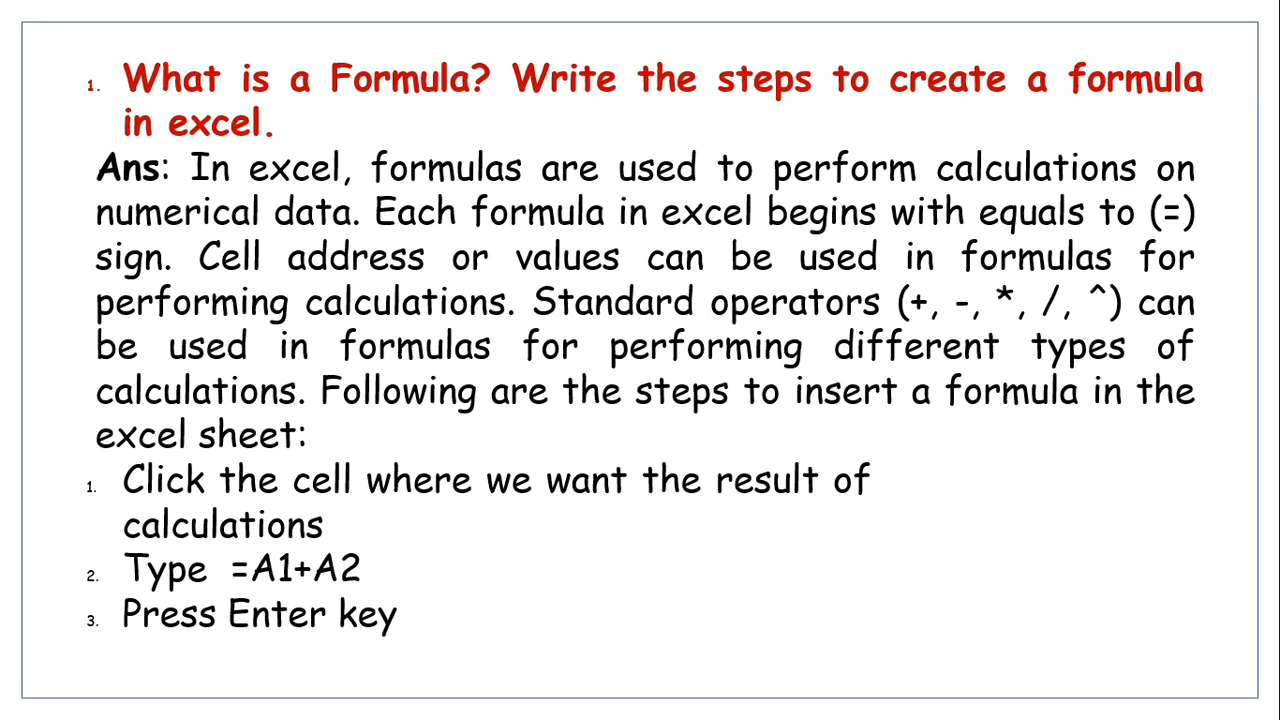 1. What is a Formula? Write the steps to create a formula
in excel.
Ans: In excel, formulas are used to perform calculations on
numerical data. Each formula in excel begins with equals to (=)
sign. Cell address or values can be used in formulas for
performing calculations. Standard operators (+, -, *, /, ^) can
be used in formulas for performing different types of
calculations. Following are the steps to insert a formula in the
excel sheet:
1. Click the cell where we want the result of
calculations
2. Type =A1+A2
3. Press Enter key